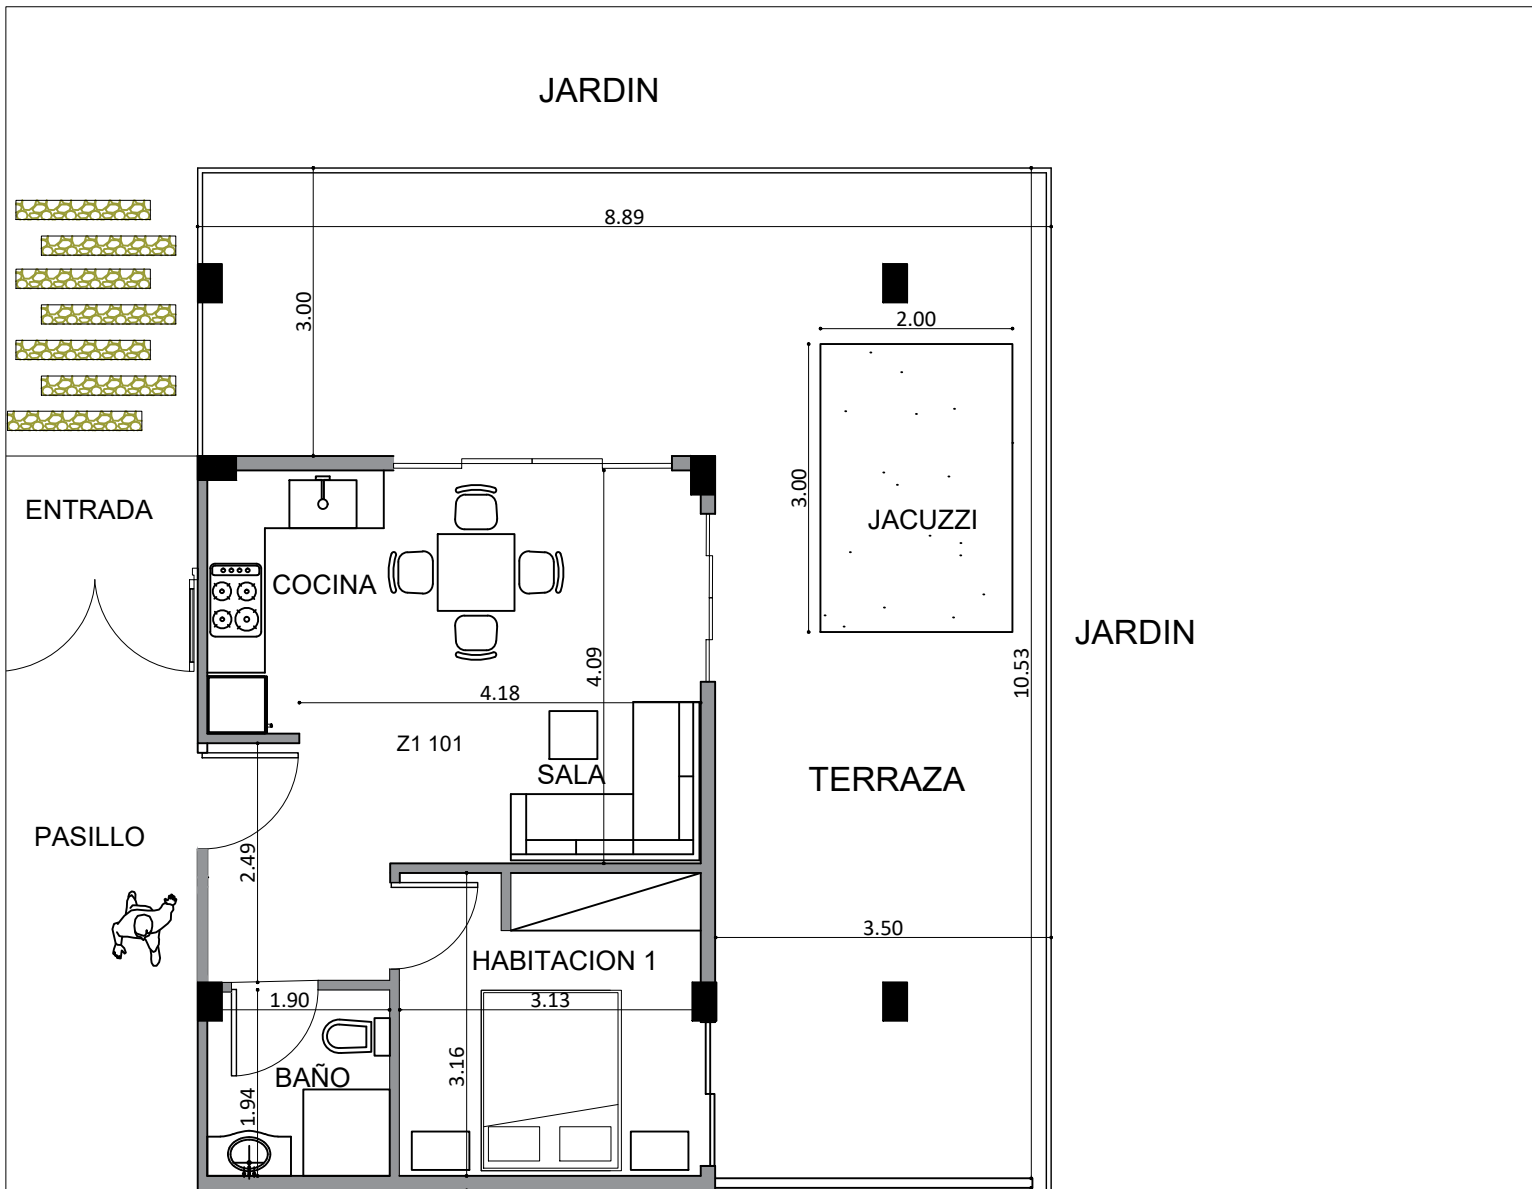 JARDIN
8.89
3.00
2.00
3.00
ENTRADA
JACUZZI
COCINA
JARDIN
4.09
10.53
4.18
Z1 101
SALA
TERRAZA
PASILLO
2.49
3.50
HABITACION 1
1.90
3.13
3.16
BAÑO
1.94